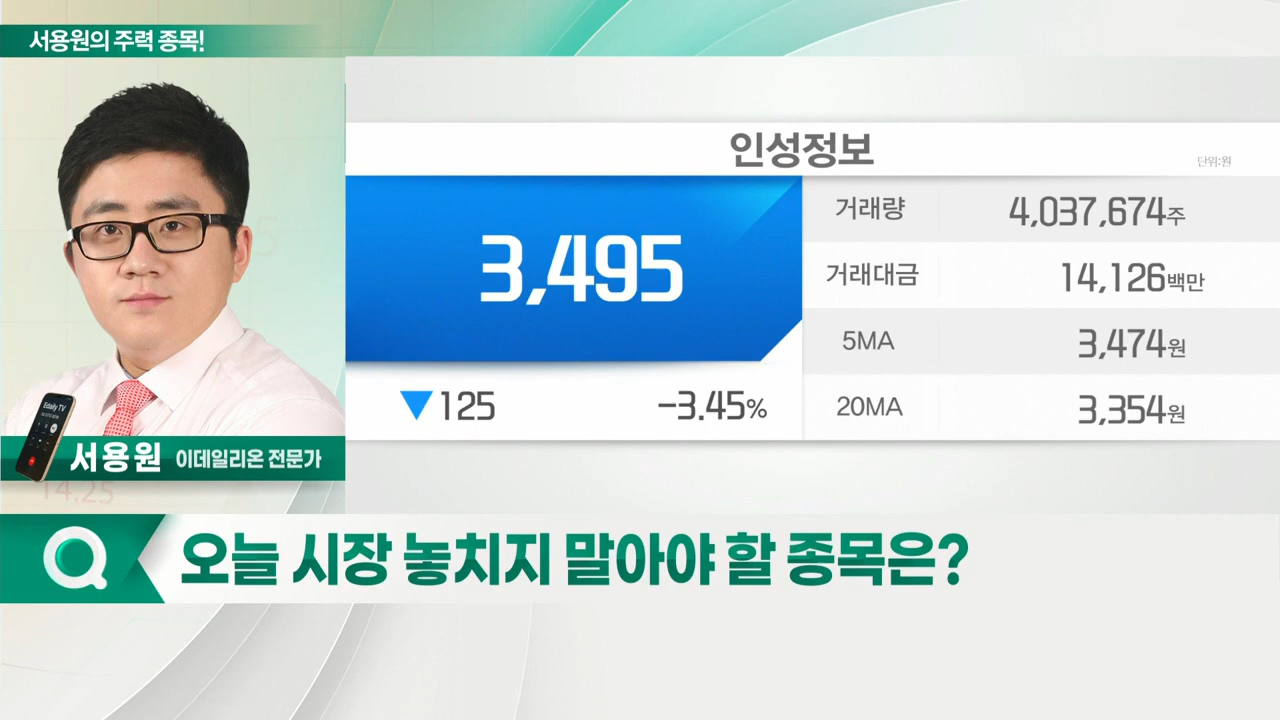 서용원의 주력 종목!
인성정보
단위:원
3,495
▼125 -3.45%
거래량 4,037,674주
거래대금 14,126백만
5MA 3,474원
20MA 3,354원
Edaily TV
서용원 이데일리온 전문가
14.25
Q 오늘 시장 놓치지 말아야 할 종목은?